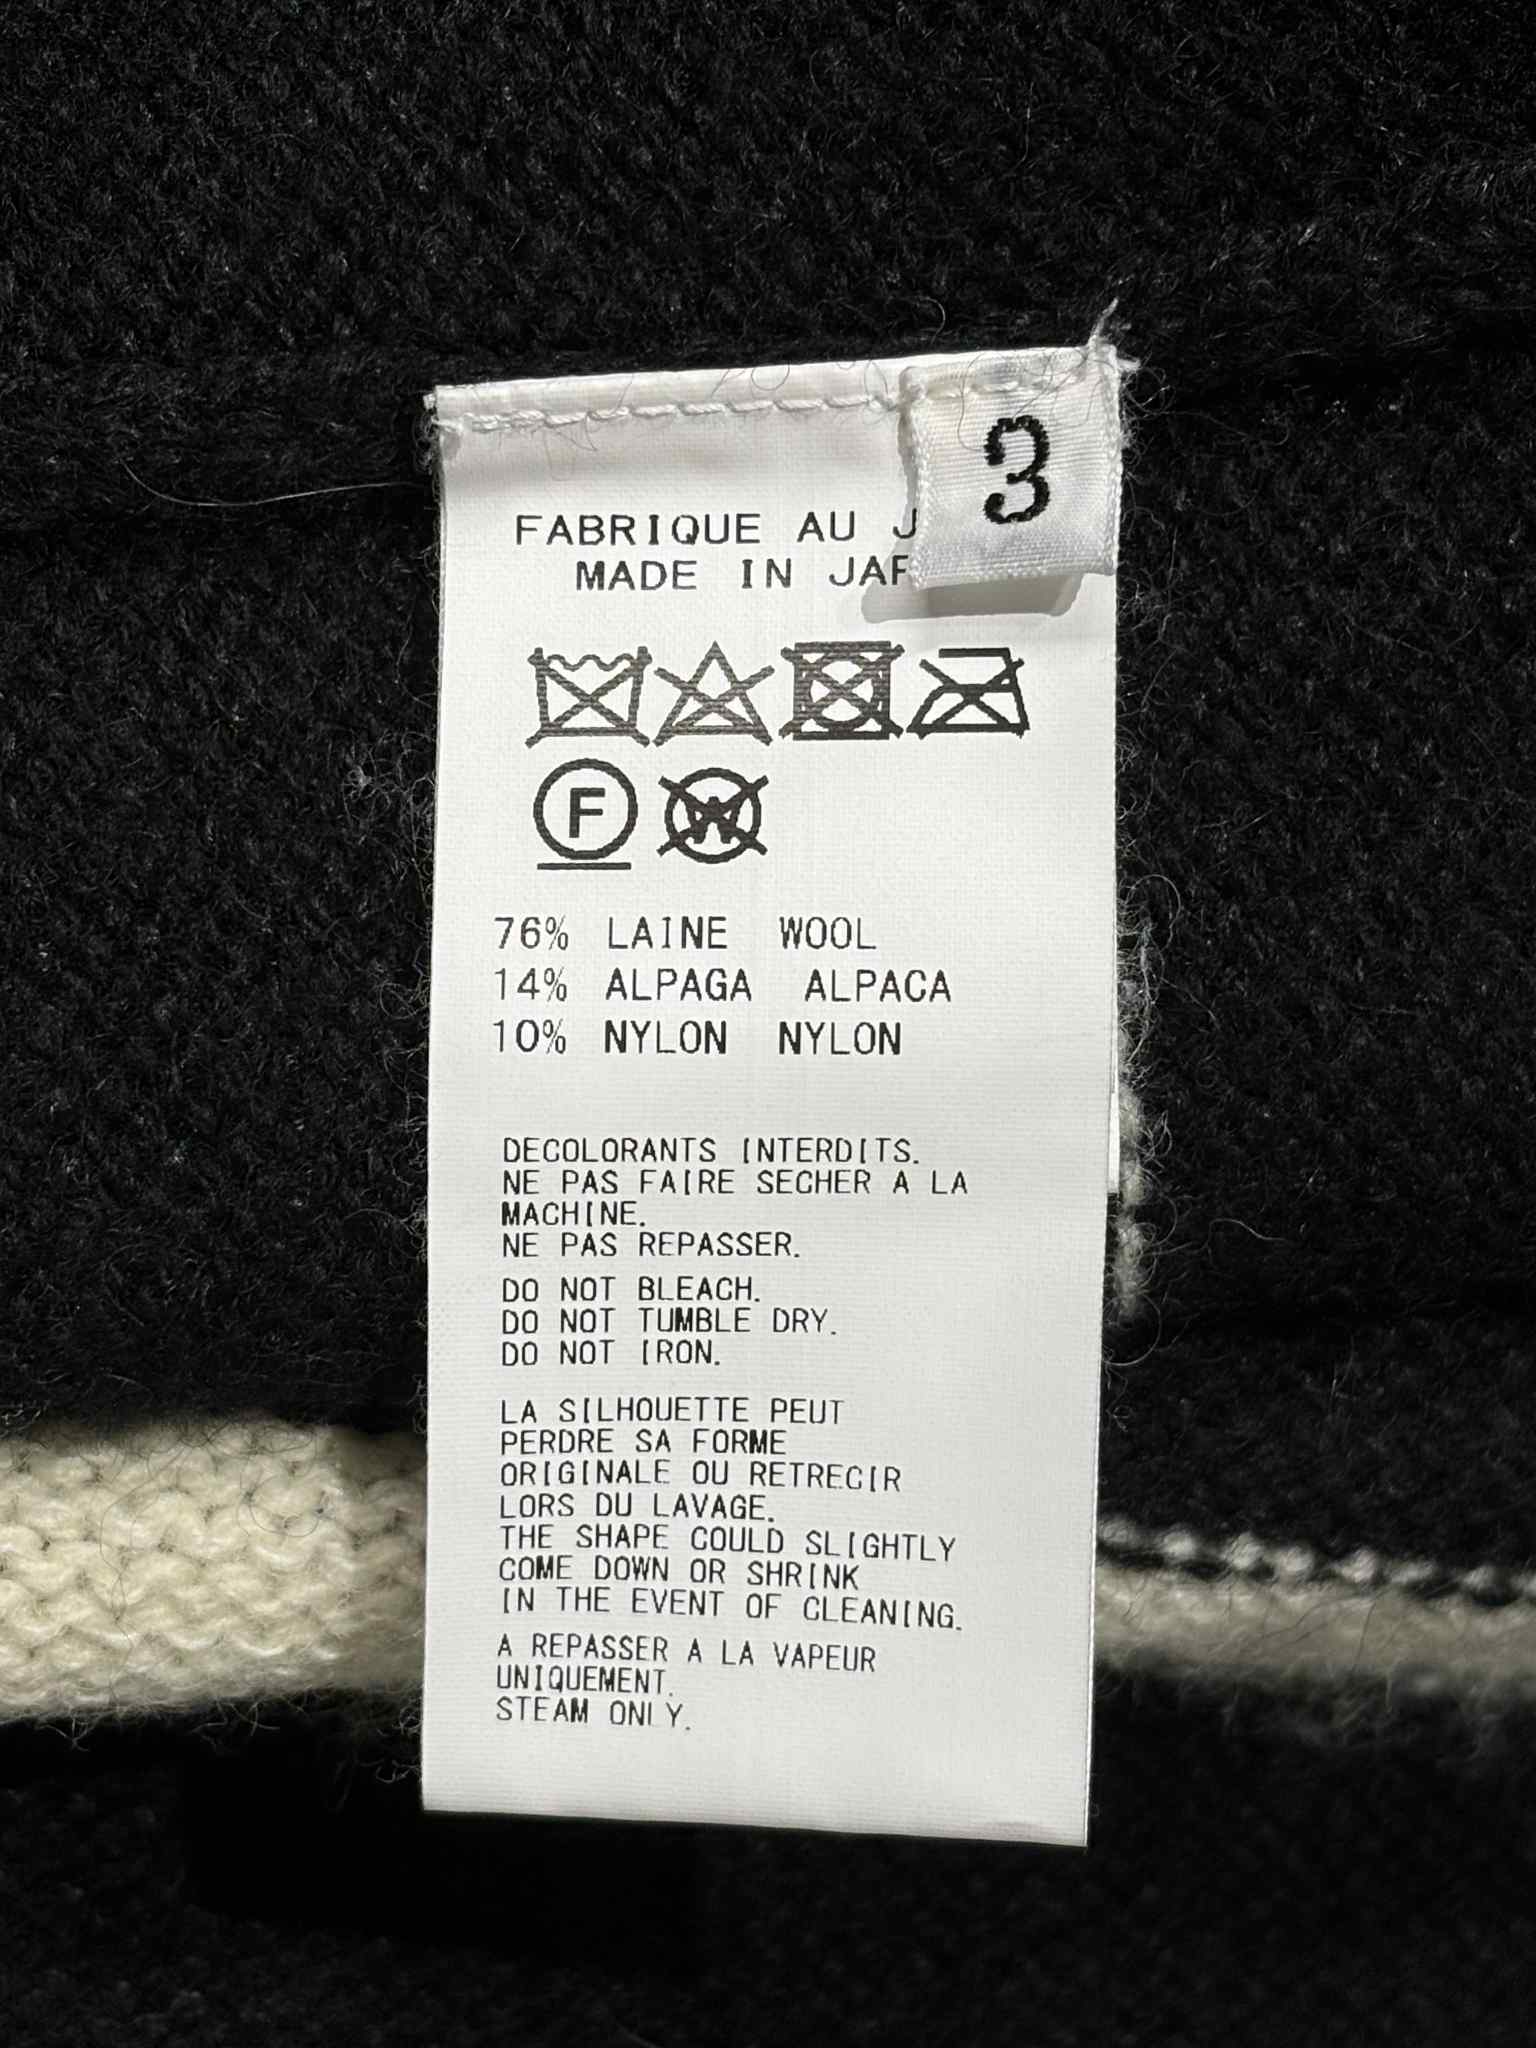 3
FABRIQUE AU J
MADE IN JAP
F
W
76% LAINE WOOL
14% ALPAGA ALPACA
10% NYLON NYLON
DECOLORANTS INTERDITS.
NE PAS FAIRE SECHER A LA
MACHINE.
NE PAS REPASSER.
DO NOT BLEACH.
DO NOT TUMBLE DRY.
DO NOT IRON.
LA SILHOUETTE PEUT
PERDRE SA FORME
ORIGINALE OU RETRECIR
LORS DU LAVAGE.
THE SHAPE COULD SLIGHTLY
COME DOWN OR SHRINK
IN THE EVENT OF CLEANING.
A REPASSER A LA VAPEUR
UNIQUEMENT.
STEAM ONLY.